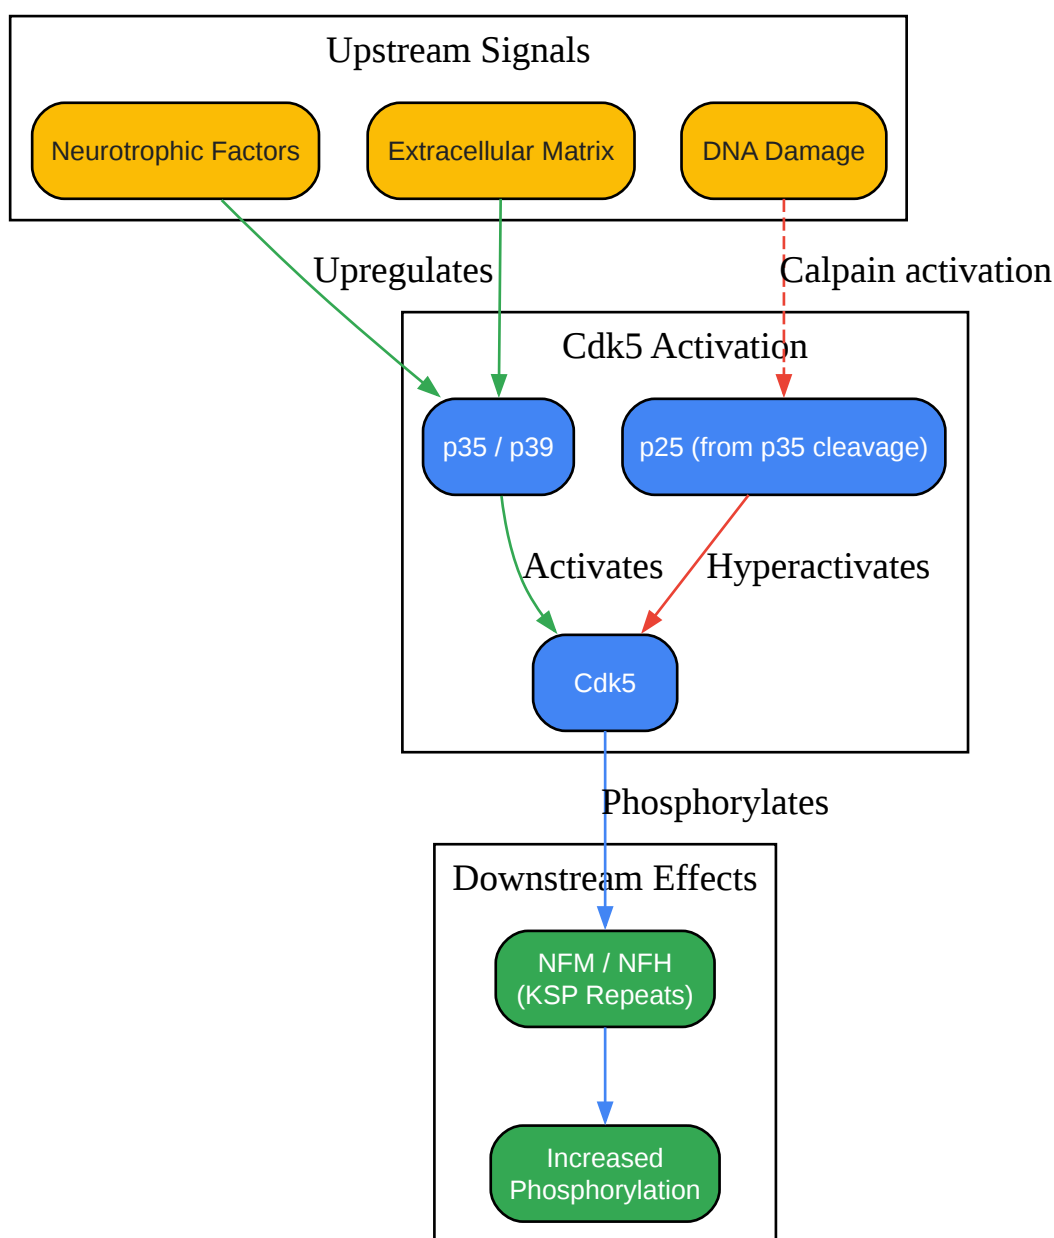 Upstream Signals
Neurotrophic Factors
Extracellular Matrix
DNA Damage
Upregulates
Calpain activation
Cdk5 Activation
p35 / p39
p25 (from p35 cleavage)
Activates
Hyperactivates
Cdk5
Phosphorylates
Downstream Effects
NFM / NFH
(KSP Repeats)
Increased
Phosphorylation